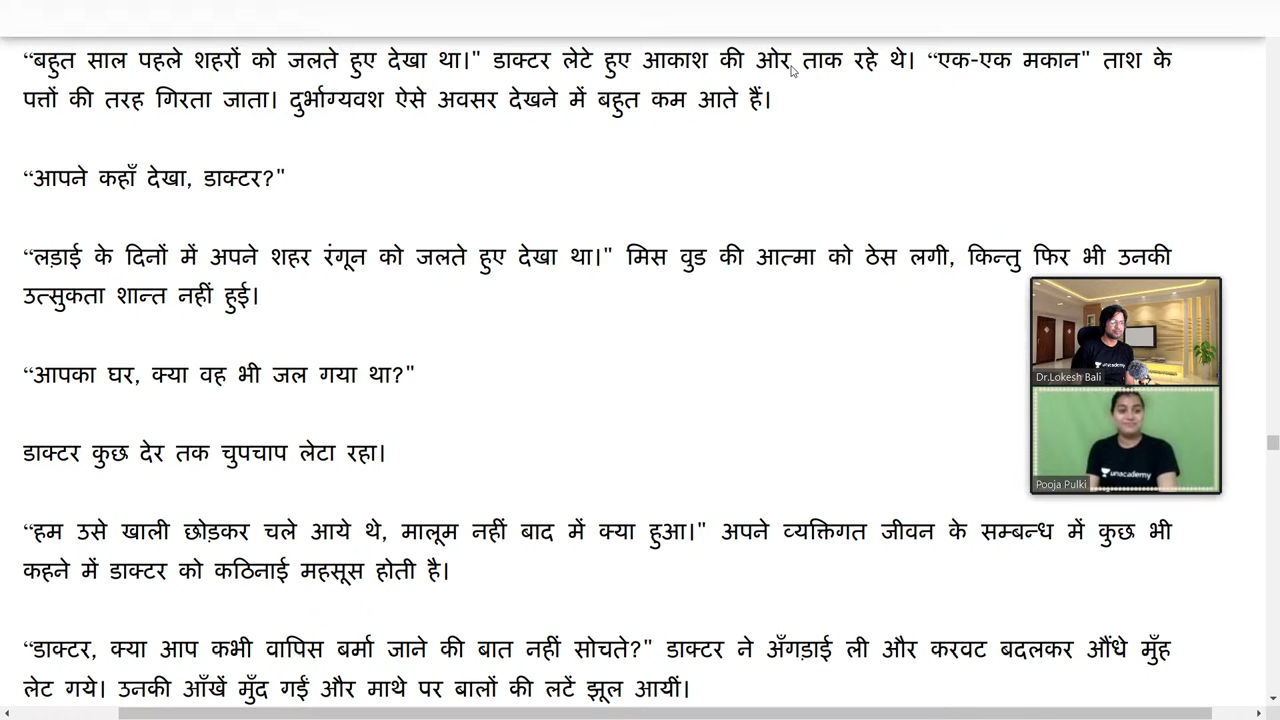 “बहुत साल पहले शहरों को जलते हुए देखा था।" डाक्टर लेटे हुए आकाश की ओर ताक रहे थे। “एक-एक मकान" ताश के
पत्तों की तरह गिरता जाता। दुर्भाग्यवश ऐसे अवसर देखने में बहुत कम आते हैं।
“आपने कहाँ देखा, डाक्टर?"
“लड़ाई के दिनों में अपने शहर रंगून को जलते हुए देखा था।" मिस वुड की आत्मा को ठेस लगी, किन्तु फिर भी उनकी
उत्सुकता शान्त नहीं हुई।
“आपका घर, क्या वह भी जल गया था?"
डाक्टर कुछ देर तक चुपचाप लेटा रहा।
“हम उसे खाली छोड़कर चले आये थे, मालूम नहीं बाद में क्या हुआ।" अपने व्यक्तिगत जीवन के सम्बन्ध में कुछ भी
कहने में डाक्टर को कठिनाई महसूस होती है।
“डाक्टर, क्या आप कभी वापिस बर्मा जाने की बात नहीं सोचते?" डाक्टर ने अँगड़ाई ली और करवट बदलकर औंधे मुँह
लेट गये। उनकी आँखें मुँद गईं और माथे पर बालों की लटें झूल आयीं।
unacademy
Dr.Lokesh Bali
unacademy
Pooja Pulki